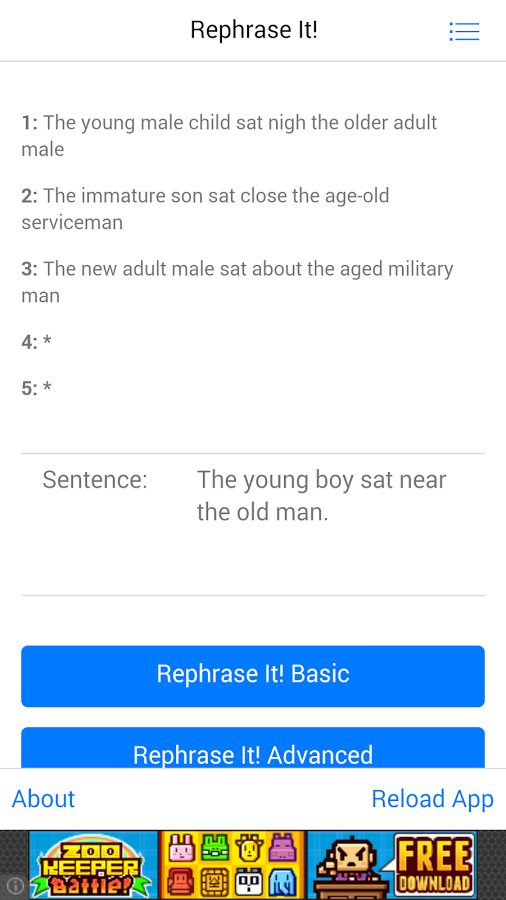 Rephrase It!
1: The young male child sat nigh the older adult
male
2: The immature son sat close the age-old
serviceman
3: The new adult male sat about the aged military
man
4: *
5: *
Sentence: The young boy sat near
the old man.
Rephrase It! Basic
Rephrase It! Advanced
About Reload App
ZOO
KEEPER
Battle!
FREE
DOWNLOAD